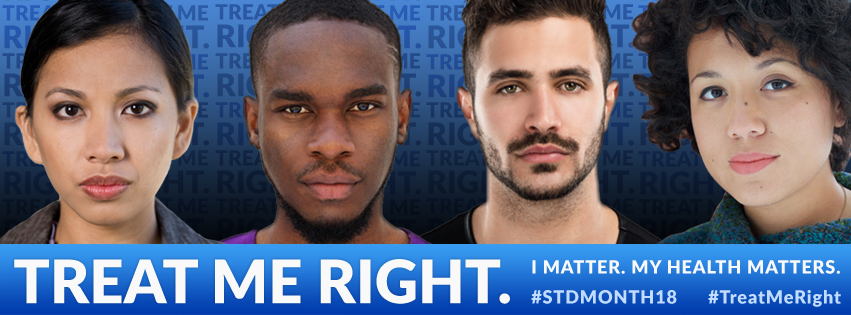 TREAT ME RIGHT.
I MATTER. MY HEALTH MATTERS.
#STDMONTH18 #TreatMeRight